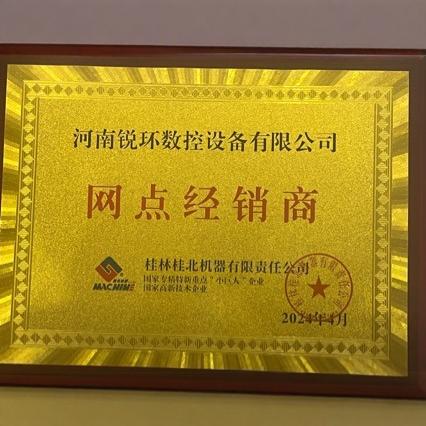 河南锐环数控设备有限公司
网点经销商
桂林桂北机器有限责任公司
国家专精特新重点“小巨人”企业
国家高新技术企业
MACHINE
2024年4月